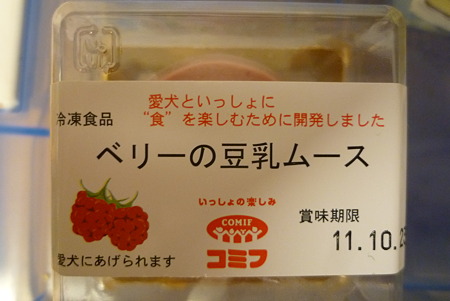 愛犬といっしょに
冷凍食品 “食”を楽しむために開発しました
ベリーの豆乳ムース
いっしょの楽しみ
COMIF
コミフ
賞味期限
11.10.2
愛犬にあげられます